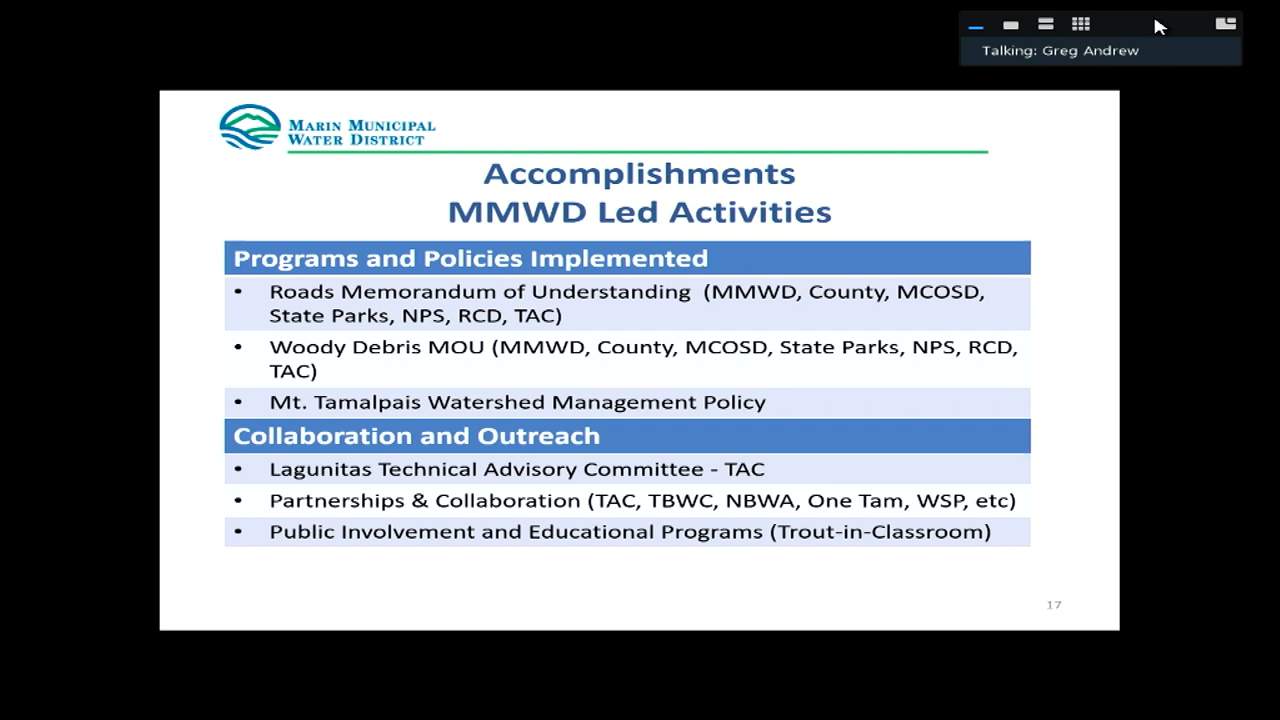 Talking: Greg Andrew
MARIN MUNICIPAL
WATER DISTRICT
Accomplishments
MMWD Led Activities
Programs and Policies Implemented
• Roads Memorandum of Understanding (MMWD, County, MCOSD,
State Parks, NPS, RCD, TAC)
• Woody Debris MOU (MMWD, County, MCOSD, State Parks, NPS, RCD,
TAC)
• Mt. Tamalpais Watershed Management Policy
Collaboration and Outreach
• Lagunitas Technical Advisory Committee - TAC
• Partnerships & Collaboration (TAC, TBWC, NBWA, One Tam, WSP, etc)
• Public Involvement and Educational Programs (Trout-in-Classroom)
17